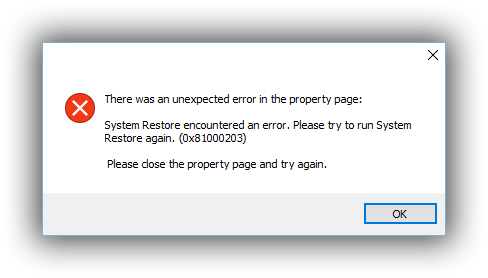 There was an unexpected error in the property page:
System Restore encountered an error. Please try to run System
Restore again. (0x81000203)
Please close the property page and try again.
OK